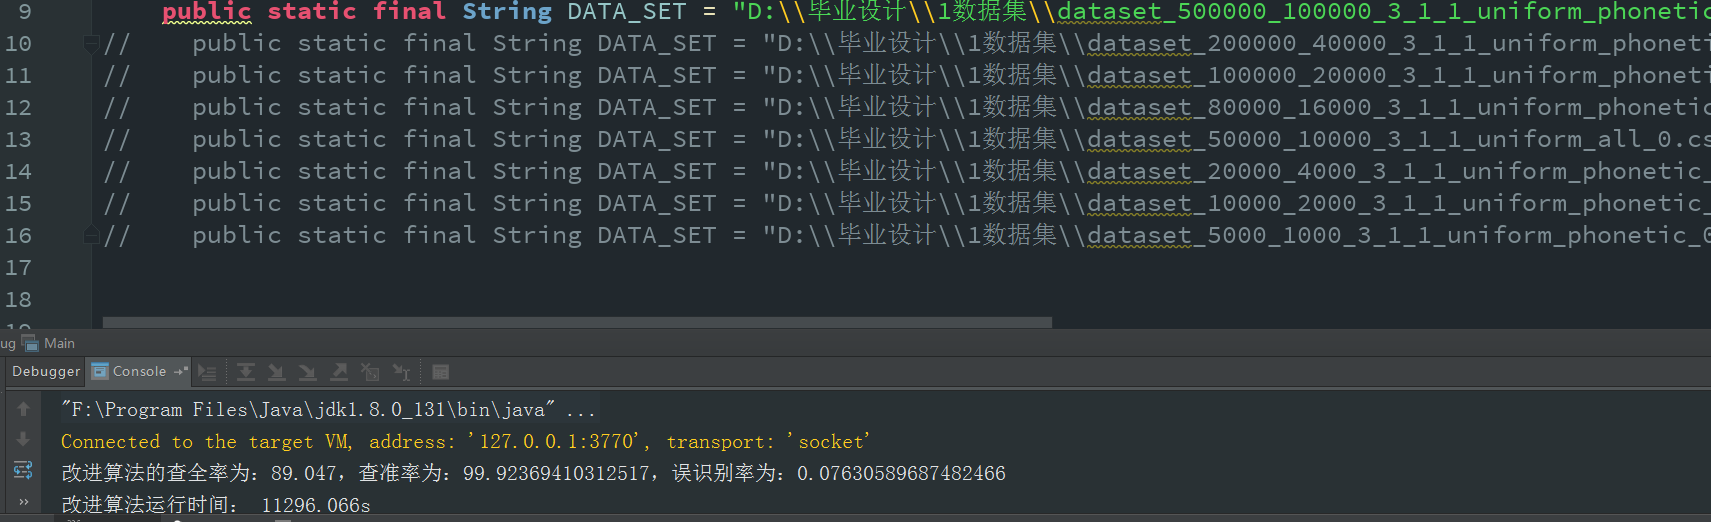 9 public static final String DATA_SET = "D:\\毕业设计\\1数据集\\dataset_500000_100000_3_1_1_uniform_phonetic
10 // public static final String DATA_SET = "D:\\毕业设计\\1数据集\\dataset_200000_40000_3_1_1_uniform_phoneti
11 // public static final String DATA_SET = "D:\\毕业设计\\1数据集\\dataset_100000_20000_3_1_1_uniform_phoneti
12 // public static final String DATA_SET = "D:\\毕业设计\\1数据集\\dataset_80000_16000_3_1_1_uniform_phonetic
13 // public static final String DATA_SET = "D:\\毕业设计\\1数据集\\dataset_50000_10000_3_1_1_uniform_all_0.cs
14 // public static final String DATA_SET = "D:\\毕业设计\\1数据集\\dataset_20000_4000_3_1_1_uniform_phonetic_
15 // public static final String DATA_SET = "D:\\毕业设计\\1数据集\\dataset_10000_2000_3_1_1_uniform_phonetic_
16 // public static final String DATA_SET = "D:\\毕业设计\\1数据集\\dataset_5000_1000_3_1_1_uniform_phonetic_0
17
18
ug Main
Debugger Console
"F:\Program Files\Java\jdk1.8.0_131\bin\java" ...
Connected to the target VM, address: '127.0.0.1:3770', transport: 'socket'
改进算法的查全率为：89.047，查准率为：99.92369410312517，误识别率为：0.07630589687482466
改进算法运行时间： 11296.066s